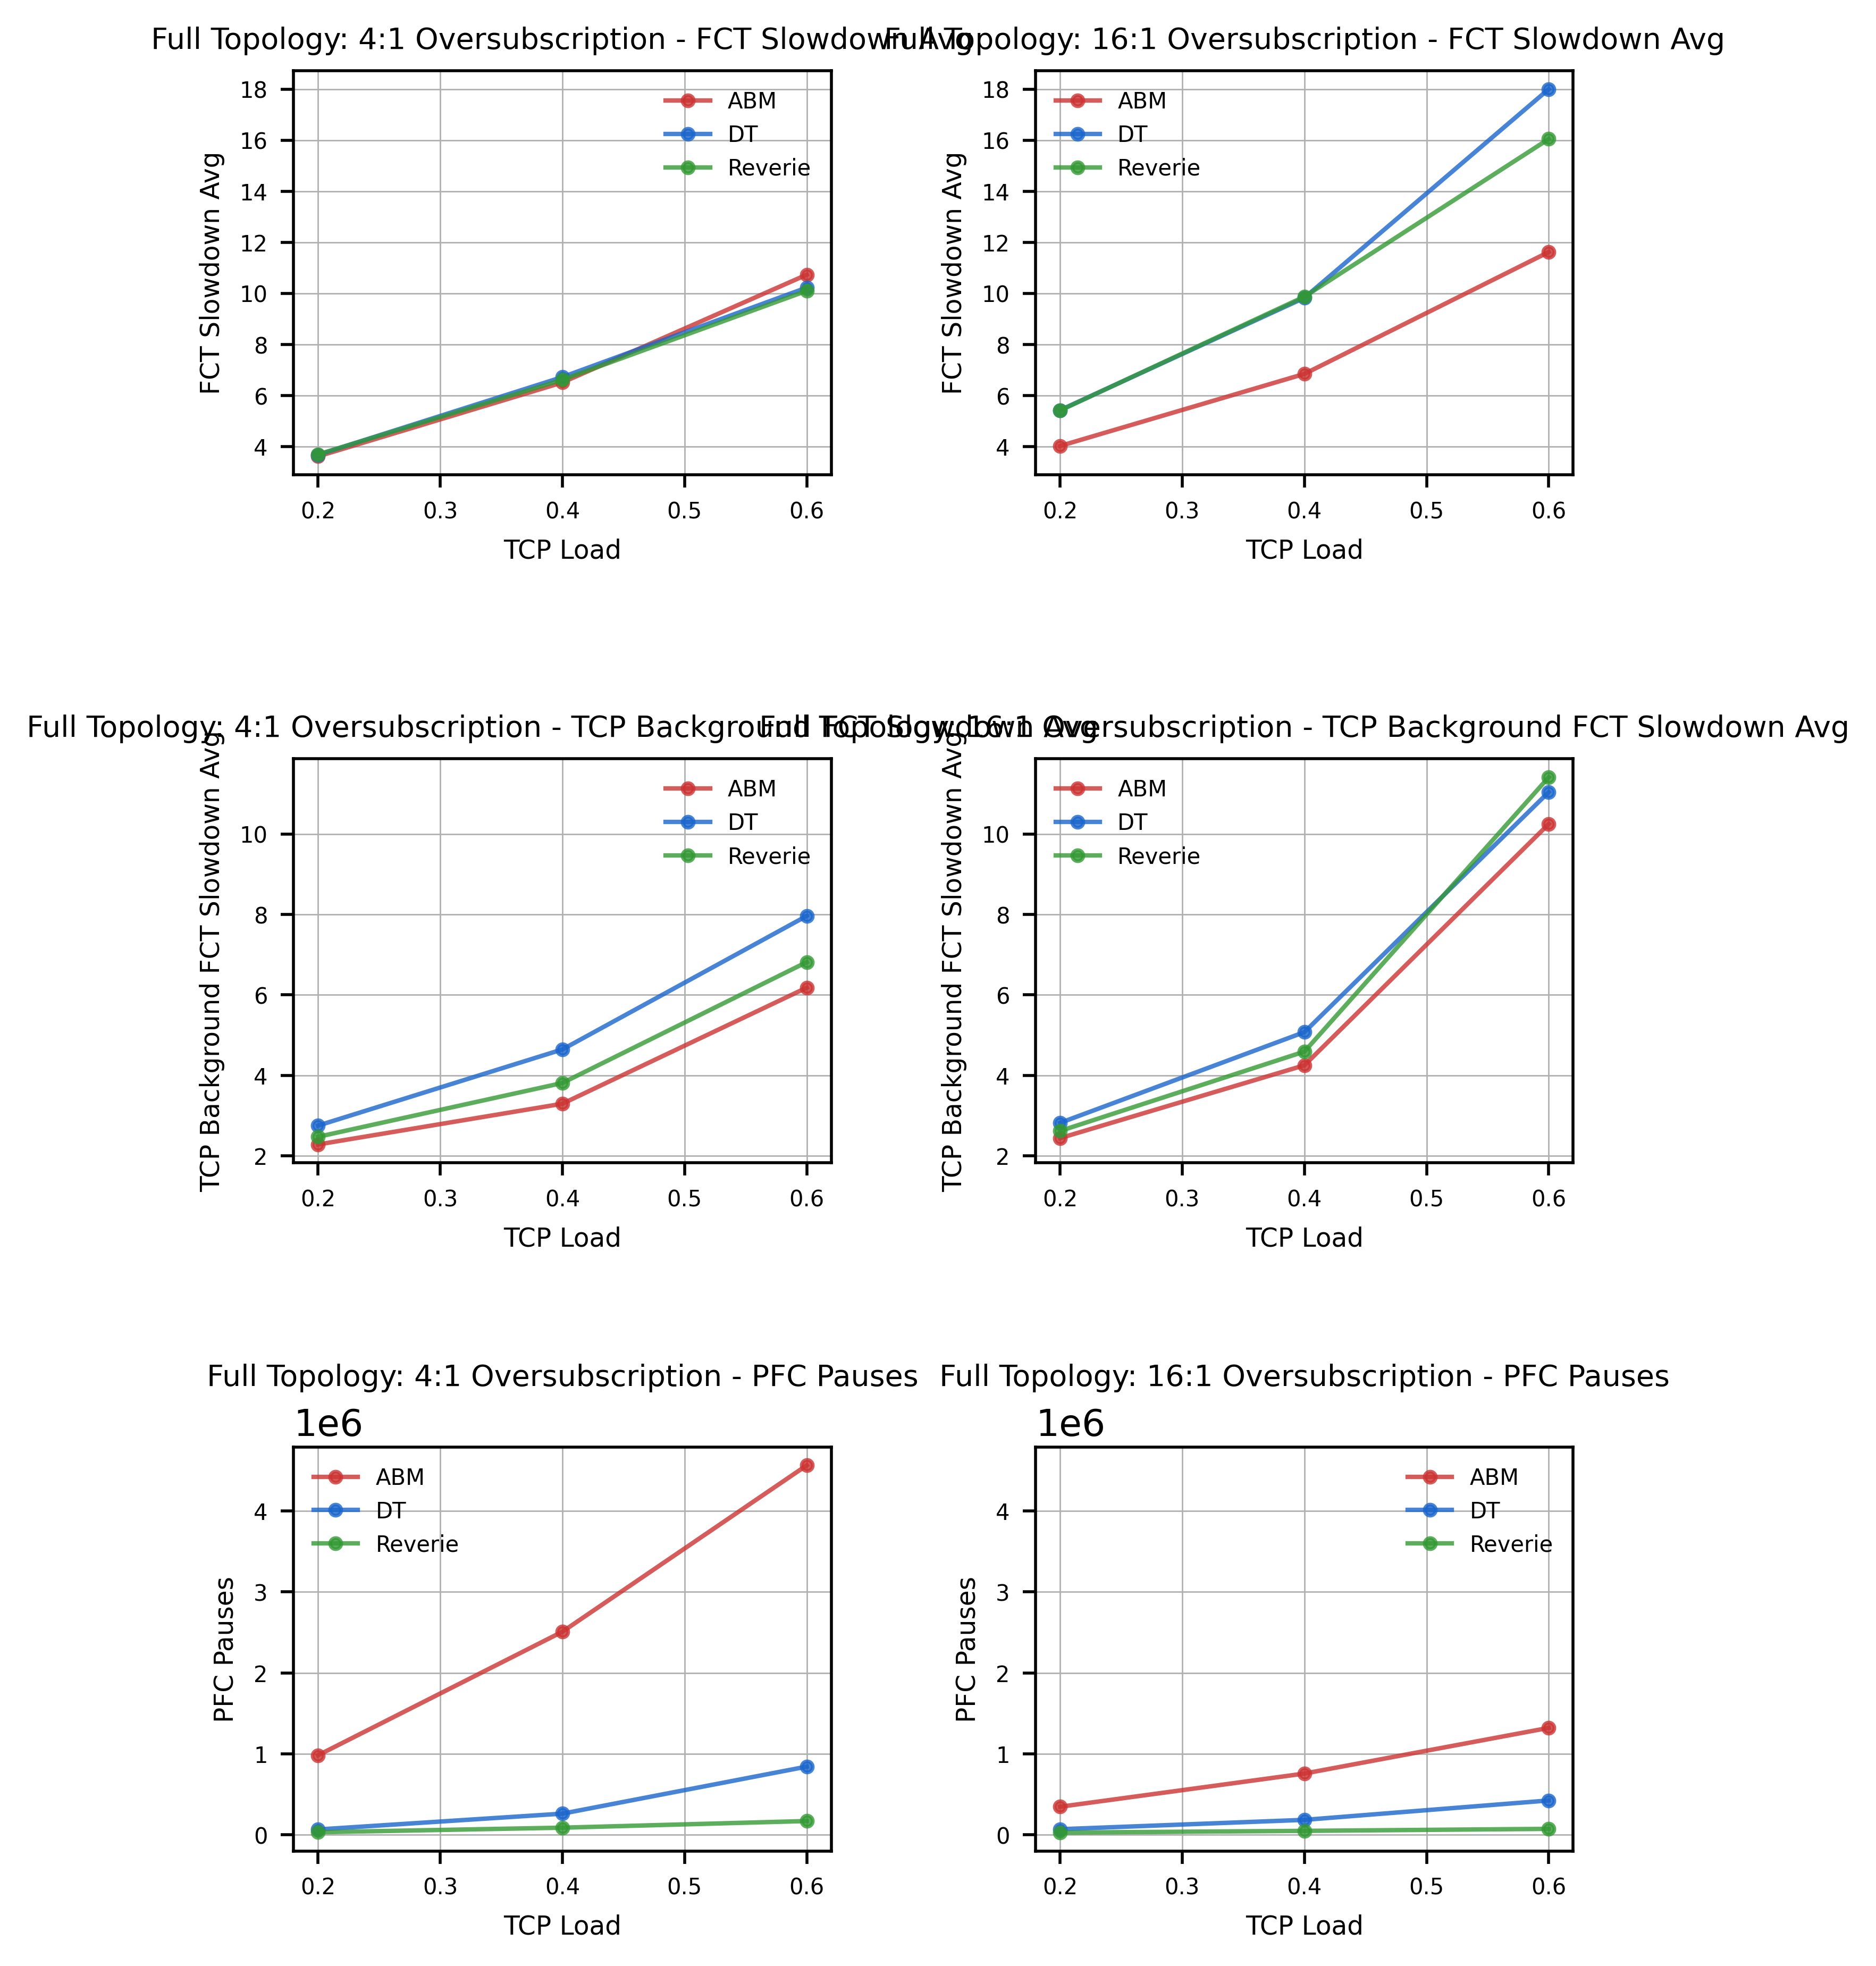 Full Topology: 4:1 Oversubscription - FCT Slowdown Avg
18
16
14
12
10
8
6
4
FCT Slowdown Avg
ABM
DT
Reverie
0.2 0.3 0.4 0.5 0.6
TCP Load
Full Topology: 16:1 Oversubscription - FCT Slowdown Avg
18
16
14
12
10
8
6
4
FCT Slowdown Avg
ABM
DT
Reverie
0.2 0.3 0.4 0.5 0.6
TCP Load
Full Topology: 4:1 Oversubscription - TCP Background FCT Slowdown Avg
10
8
6
4
2
TCP Background FCT Slowdown Avg
ABM
DT
Reverie
0.2 0.3 0.4 0.5 0.6
TCP Load
Full Topology: 16:1 Oversubscription - TCP Background FCT Slowdown Avg
10
8
6
4
2
TCP Background FCT Slowdown Avg
ABM
DT
Reverie
0.2 0.3 0.4 0.5 0.6
TCP Load
Full Topology: 4:1 Oversubscription - PFC Pauses
1e6
4
3
2
1
0
PFC Pauses
ABM
DT
Reverie
0.2 0.3 0.4 0.5 0.6
TCP Load
Full Topology: 16:1 Oversubscription - PFC Pauses
1e6
4
3
2
1
0
PFC Pauses
ABM
DT
Reverie
0.2 0.3 0.4 0.5 0.6
TCP Load